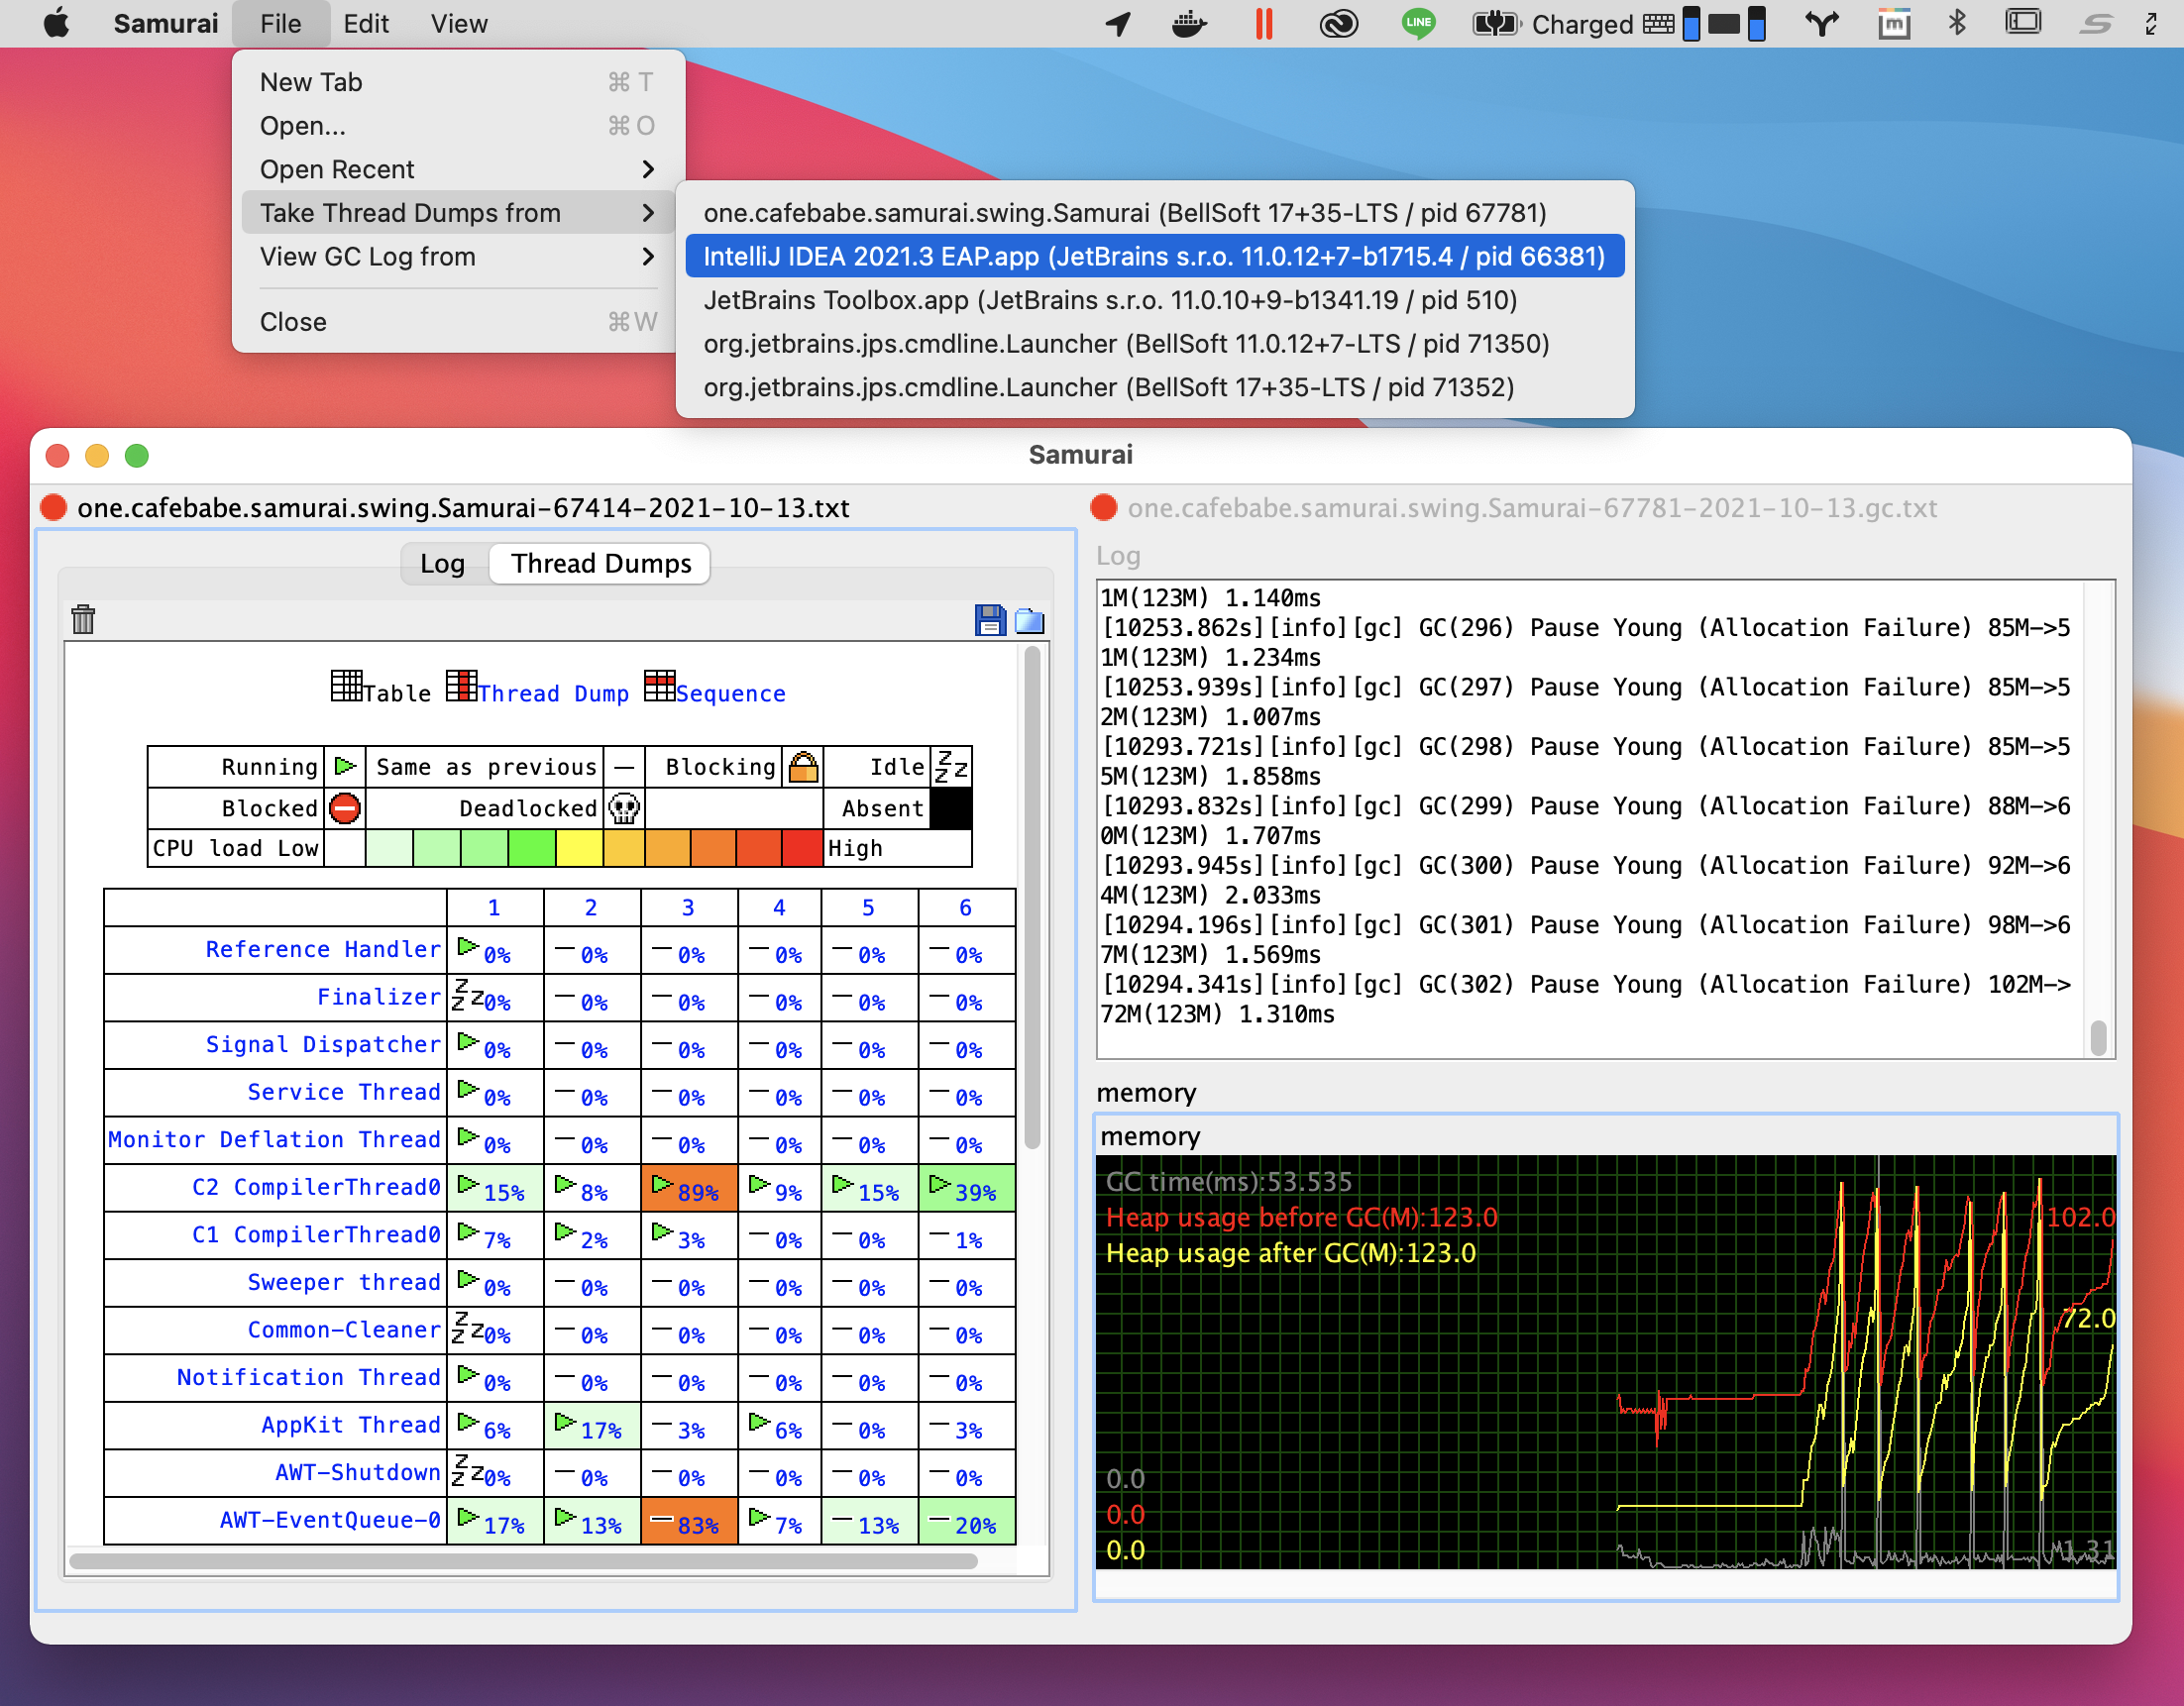 Samurai File Edit View LINE Charged m
New Tab ⌘ T
Open... ⌘ O
Open Recent
Take Thread Dumps from
View GC Log from
Close ⌘W
one.cafebabe.samurai.swing.Samurai (BellSoft 17+35-LTS / pid 67781)
IntelliJ IDEA 2021.3 EAP.app (JetBrains s.r.o. 11.0.12+7-b1715.4 / pid 66381)
JetBrains Toolbox.app (JetBrains s.r.o. 11.0.10+9-b1341.19 / pid 510)
org.jetbrains.jps.cmdline.Launcher (BellSoft 11.0.12+7-LTS / pid 71350)
org.jetbrains.jps.cmdline.Launcher (BellSoft 17+35-LTS / pid 71352)
Samurai
one.cafebabe.samurai.swing.Samurai-67414-2021-10-13.txt
Log Thread Dumps
Table Thread Dump Sequence
Running Same as previous — Blocking Idle zZz
Blocked Deadlocked Absent
CPU load Low High
1 2 3 4 5 6
Reference Handler 0% —0% —0% —0% —0% —0%
Finalizer zZz0% —0% —0% —0% —0% —0%
Signal Dispatcher 0% —0% —0% —0% —0% —0%
Service Thread 0% —0% —0% —0% —0% —0%
Monitor Deflation Thread 0% —0% —0% —0% —0% —0%
C2 CompilerThread0 15% 8% 89% 9% 15% 39%
C1 CompilerThread0 7% 2% 3% —0% —0% —1%
Sweeper thread 0% —0% —0% —0% —0% —0%
Common-Cleaner zZz0% —0% —0% —0% —0% —0%
Notification Thread 0% —0% —0% —0% —0% —0%
AppKit Thread 6% 17% —3% 6% —0% —3%
AWT-Shutdown zZz0% —0% —0% —0% —0% —0%
AWT-EventQueue-0 17% 13% —83% 7% —13% —20%
one.cafebabe.samurai.swing.Samurai-67781-2021-10-13.gc.txt
Log
1M(123M) 1.140ms
[10253.862s][info][gc] GC(296) Pause Young (Allocation Failure) 85M->5
1M(123M) 1.234ms
[10253.939s][info][gc] GC(297) Pause Young (Allocation Failure) 85M->5
2M(123M) 1.007ms
[10293.721s][info][gc] GC(298) Pause Young (Allocation Failure) 85M->5
5M(123M) 1.858ms
[10293.832s][info][gc] GC(299) Pause Young (Allocation Failure) 88M->6
0M(123M) 1.707ms
[10293.945s][info][gc] GC(300) Pause Young (Allocation Failure) 92M->6
4M(123M) 2.033ms
[10294.196s][info][gc] GC(301) Pause Young (Allocation Failure) 98M->6
7M(123M) 1.569ms
[10294.341s][info][gc] GC(302) Pause Young (Allocation Failure) 102M->
72M(123M) 1.310ms
memory
memory
GC time(ms):53.535
Heap usage before GC(M):123.0
102.0
Heap usage after GC(M):123.0
72.0
0.0
0.0
0.0
1.31